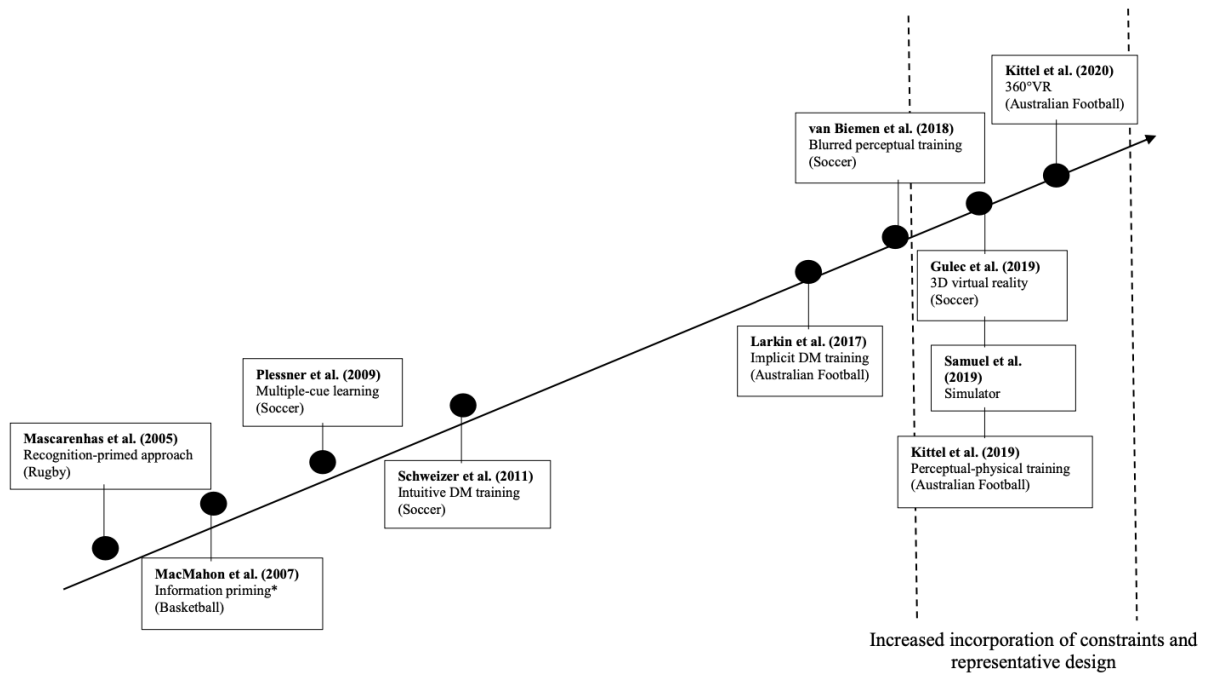 Kittel et al. (2020)
360°VR
(Australian Football)
van Biemen et al. (2018)
Blurred perceptual training
(Soccer)
Gulec et al. (2019)
3D virtual reality
(Soccer)
Larkin et al. (2017)
Implicit DM training
(Australian Football)
Samuel et al.
(2019)
Simulator
Plessner et al. (2009)
Multiple-cue learning
(Soccer)
Mascarenhas et al. (2005)
Recognition-primed approach
(Rugby)
Schweizer et al. (2011)
Intuitive DM training
(Soccer)
Kittel et al. (2019)
Perceptual-physical training
(Australian Football)
MacMahon et al. (2007)
Information priming*
(Basketball)
Increased incorporation of constraints and
representative design